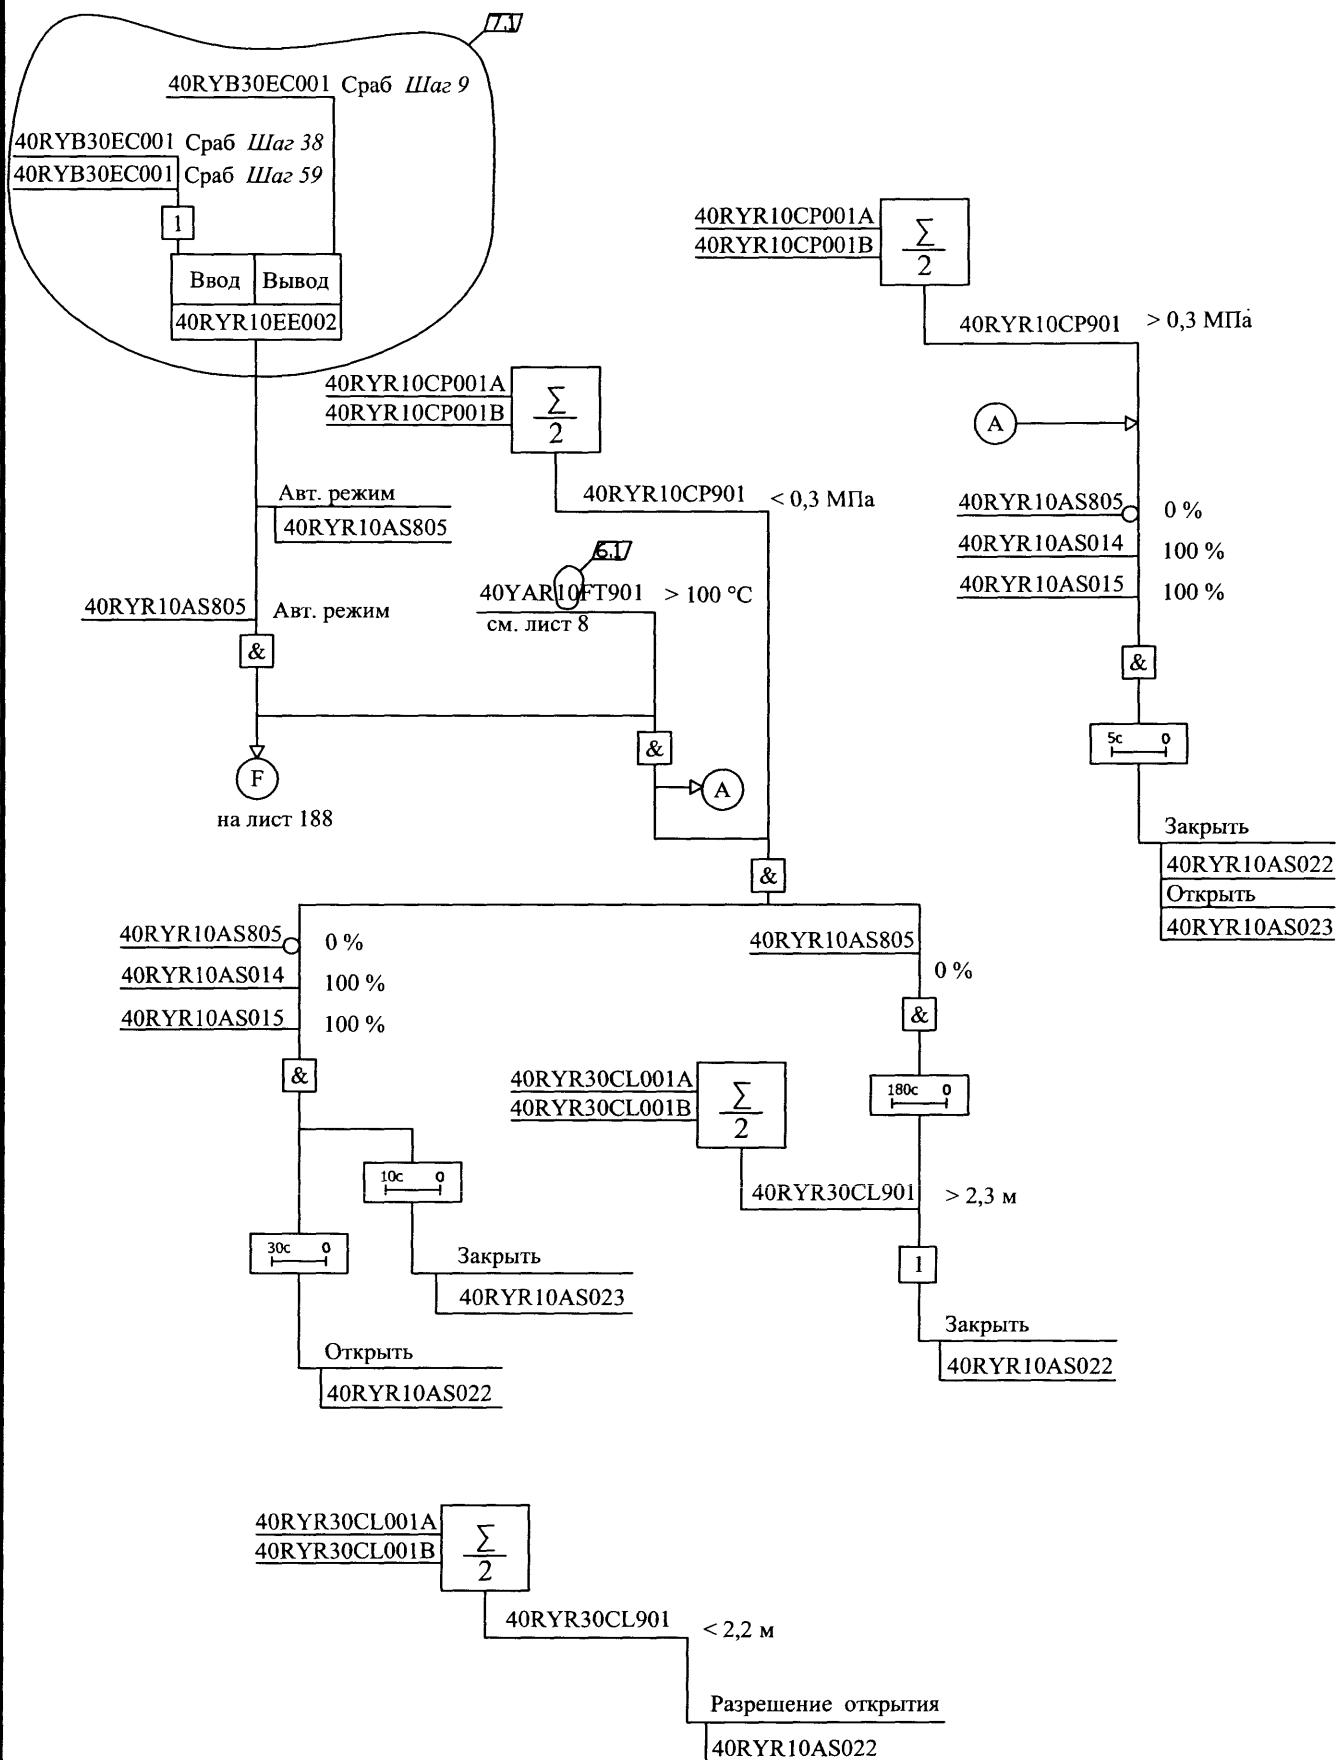 7.1
40RYB30EC001 Сраб Шаг 9
40RYB30EC001 Сраб Шаг 38
40RYB30EC001 Сраб Шаг 59
1
Ввод Вывод
40RYR10EE002
40RYR10CP001A
40RYR10CP001B
Σ
2
40RYR10CP901 > 0,3 МПа
40RYR10CP001A
40RYR10CP001B
Σ
2
40RYR10CP901 < 0,3 МПа
A
Авт. режим
40RYR10AS805
40RYR10AS805 0 %
40RYR10AS014 100 %
40RYR10AS015 100 %
6.1
40YAR10FT901 > 100 °C
см. лист 8
40RYR10AS805 Авт. режим
&
&
&
5с 0
F
на лист 188
A
Закрыть
40RYR10AS022
Открыть
40RYR10AS023
&
40RYR10AS805 0 %
40RYR10AS014 100 %
40RYR10AS015 100 %
&
40RYR10AS805
0 %
&
40RYR30CL001A
40RYR30CL001B
Σ
2
180с 0
40RYR30CL901 > 2,3 м
1
10с 0
30с 0
Закрыть
40RYR10AS023
Открыть
40RYR10AS022
Закрыть
40RYR10AS022
40RYR30CL001A
40RYR30CL001B
Σ
2
40RYR30CL901 < 2,2 м
Разрешение открытия
40RYR10AS022